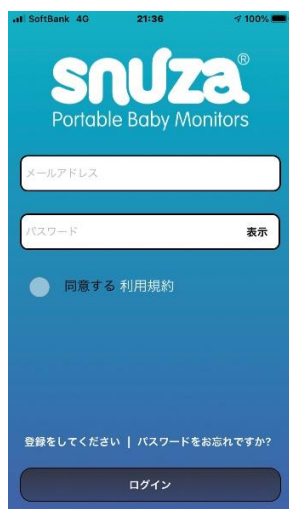 SoftBank 4G 21:36 100%
snuza®
Portable Baby Monitors
メールアドレス
パスワード 表示
同意する 利用規約
登録をしてください | パスワードをお忘れですか?
ログイン